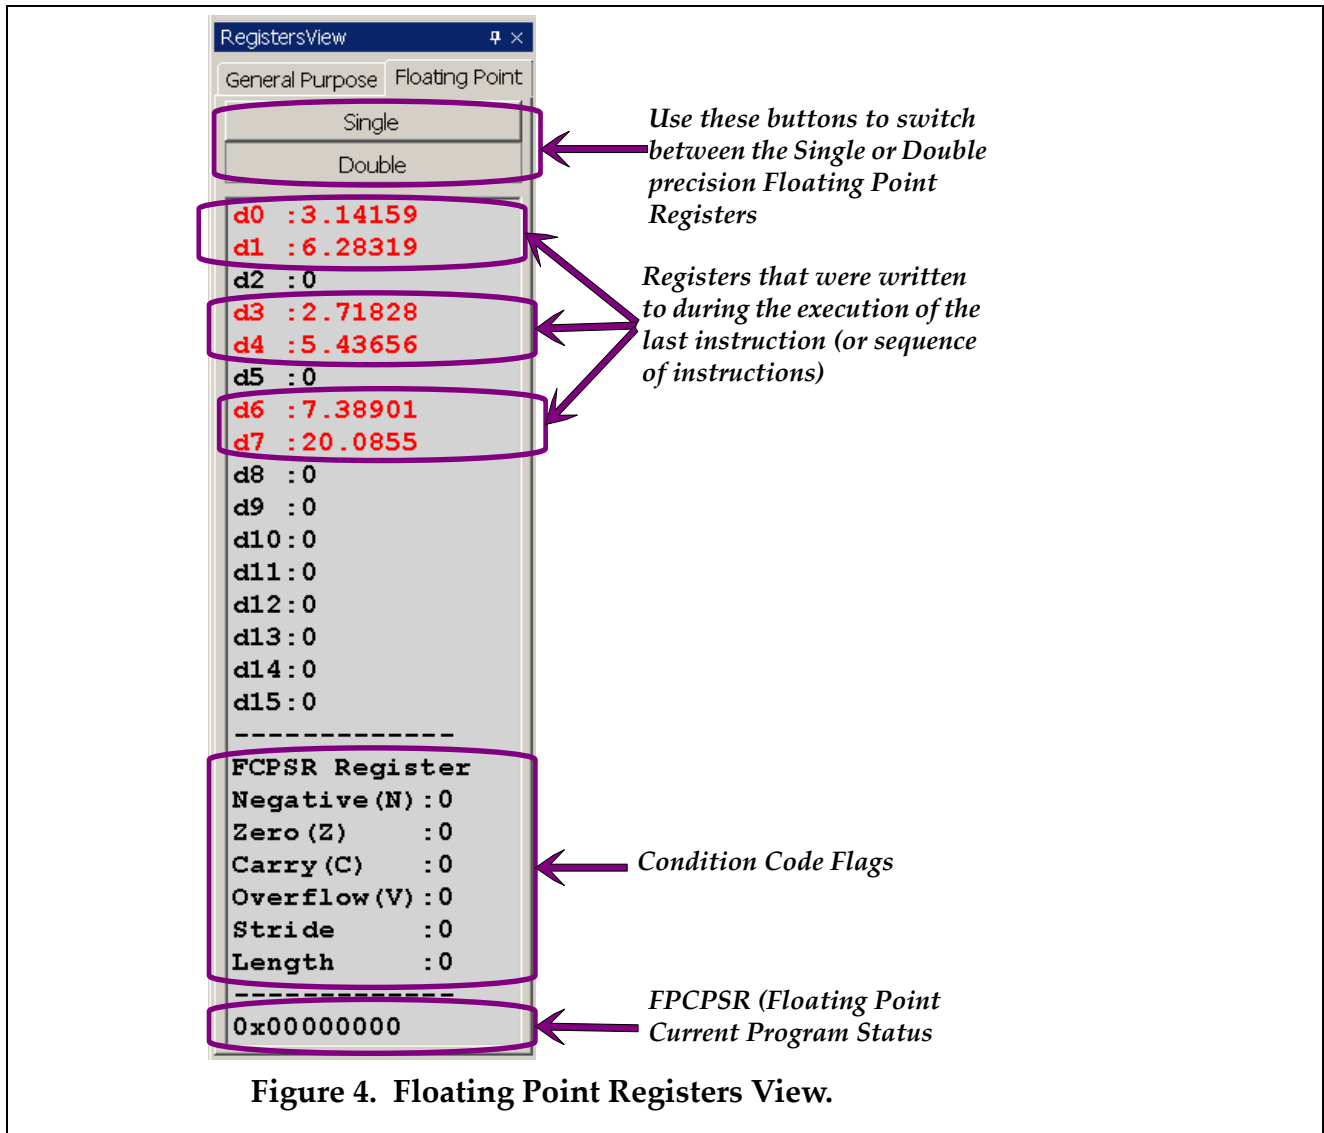 RegistersView
General Purpose Floating Point
Single
Double
d0 :3.14159
d1 :6.28319
d2 :0
d3 :2.71828
d4 :5.43656
d5 :0
d6 :7.38901
d7 :20.0855
d8 :0
d9 :0
d10:0
d11:0
d12:0
d13:0
d14:0
d15:0
-------------
FCPSR Register
Negative(N):0
Zero(Z) :0
Carry(C) :0
Overflow(V):0
Stride :0
Length :0
-------------
0x00000000
Use these buttons to switch
between the Single or Double
precision Floating Point
Registers
Registers that were written
to during the execution of the
last instruction (or sequence
of instructions)
Condition Code Flags
FPCPSR (Floating Point
Current Program Status
Figure 4. Floating Point Registers View.